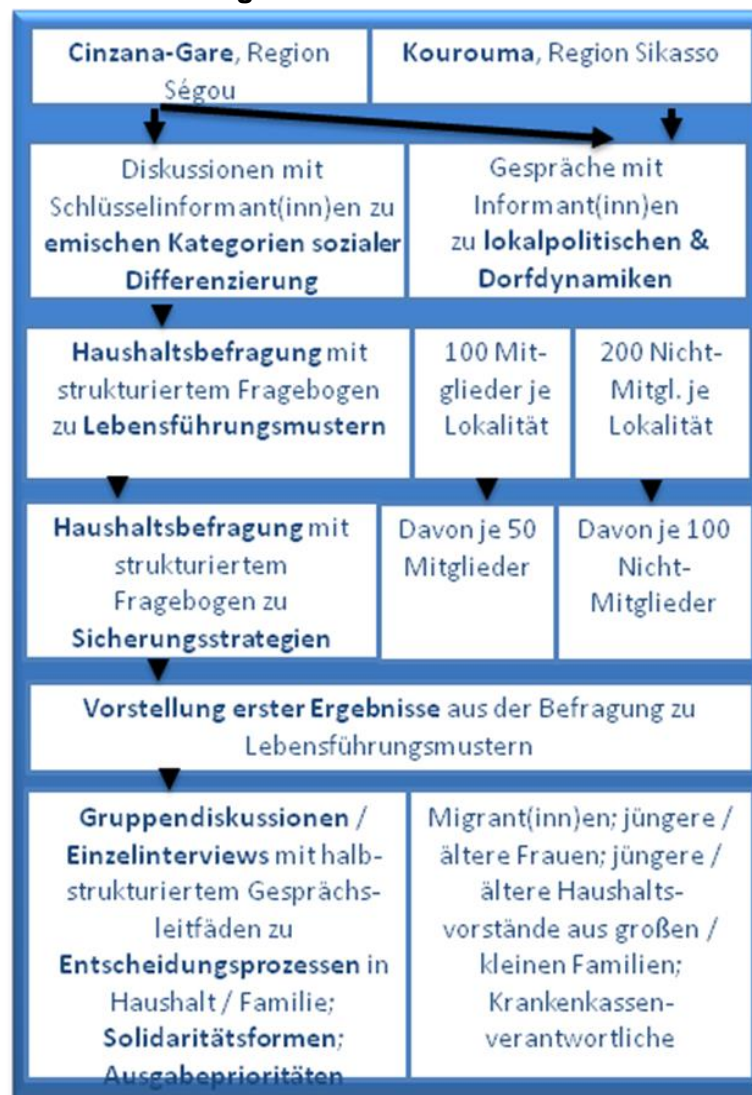 Cinzana-Gare, Region
Ségou
Kourouma, Region Sikasso
Diskussionen mit
Schlüsselinformant(inn)en zu
emischen Kategorien sozialer
Differenzierung
Gespräche mit
Informant(inn)en
zu lokalpolitischen &
Dorfdynamiken
Haushaltsbefragung mit
strukturiertem Fragebogen
zu Lebensführungsmustern
100 Mit-
glieder je
Lokalität
200 Nicht-
Mitgl. je
Lokalität
Haushaltsbefragung mit
strukturiertem
Fragebogen zu
Sicherungsstrategien
Davon je 50
Mitglieder
Davon je 100
Nicht-
Mitglieder
Vorstellung erster Ergebnisse aus der Befragung zu
Lebensführungsmustern
Gruppendiskussionen /
Einzelinterviews mit halb-
strukturiertem Gesprächs-
leitfäden zu
Entscheidungsprozessen in
Haushalt / Familie;
Solidaritätsformen;
Ausgabeprioritäten
Migrant(inn)en; jüngere /
ältere Frauen; jüngere /
ältere Haushalts-
vorstände aus großen /
kleinen Familien;
Krankenkassen-
verantwortliche